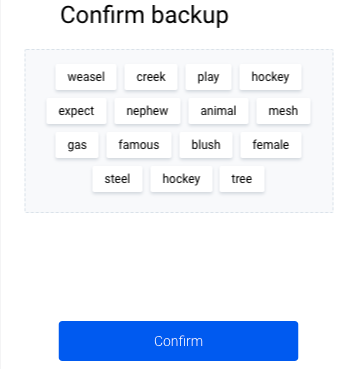 Confirm backup
weasel creek play hockey
expect nephew animal mesh
gas famous blush female
steel hockey tree
Confirm